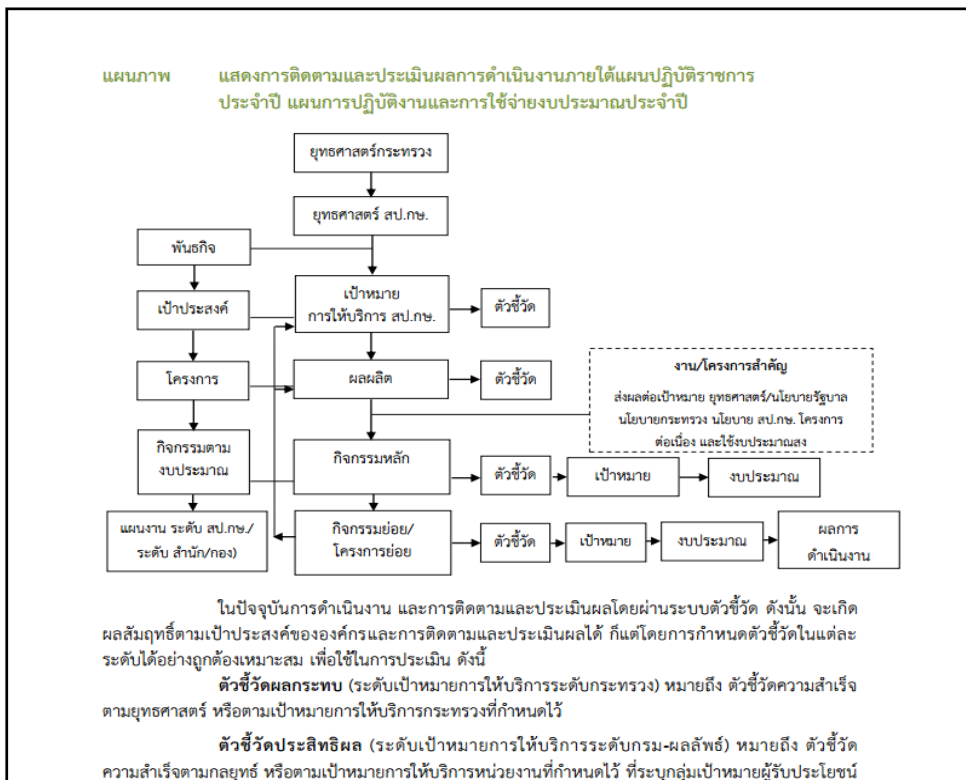 แผนภาพ แสดงการติดตามและประเมินผลการดำเนินงานภายใต้แผนปฏิบัติราชการ
ประจำปี แผนการปฏิบัติงานและการใช้จ่ายงบประมาณประจำปี
ยุทธศาสตร์กระทรวง
ยุทธศาสตร์ สป.กษ.
พันธกิจ
เป้าประสงค์
เป้าหมาย
การให้บริการ สป.กษ.
ตัวชี้วัด
โครงการ
ผลผลิต
ตัวชี้วัด
งาน/โครงการสำคัญ
ส่งผลต่อเป้าหมาย ยุทธศาสตร์/นโยบายรัฐบาล
นโยบายกระทรวง นโยบาย สป.กษ. โครงการ
ต่อเนื่อง และใช้งบประมาณสง
กิจกรรมตาม
งบประมาณ
กิจกรรมหลัก
ตัวชี้วัด
เป้าหมาย
งบประมาณ
แผนงาน ระดับ สป.กษ./
ระดับ สำนัก/กอง)
กิจกรรมย่อย/
โครงการย่อย
ตัวชี้วัด
เป้าหมาย
งบประมาณ
ผลการ
ดำเนินงาน
ในปัจจุบันการดำเนินงาน และการติดตามและประเมินผลโดยผ่านระบบตัวชี้วัด ดังนั้น จะเกิด
ผลสัมฤทธิ์ตามเป้าประสงค์ขององค์กรและการติดตามและประเมินผลได้ ก็แต่โดยการกำหนดตัวชี้วัดในแต่ละ
ระดับได้อย่างถูกต้องเหมาะสม เพื่อใช้ในการประเมิน ดังนี้
ตัวชี้วัดผลกระทบ (ระดับเป้าหมายการให้บริการระดับกระทรวง) หมายถึง ตัวชี้วัดความสำเร็จ
ตามยุทธศาสตร์ หรือตามเป้าหมายการให้บริการกระทรวงที่กำหนดไว้
ตัวชี้วัดประสิทธิผล (ระดับเป้าหมายการให้บริการระดับกรม-ผลลัพธ์) หมายถึง ตัวชี้วัด
ความสำเร็จตามกลยุทธ์ หรือตามเป้าหมายการให้บริการหน่วยงานที่กำหนดไว้ ที่ระบุกลุ่มเป้าหมายผู้รับประโยชน์